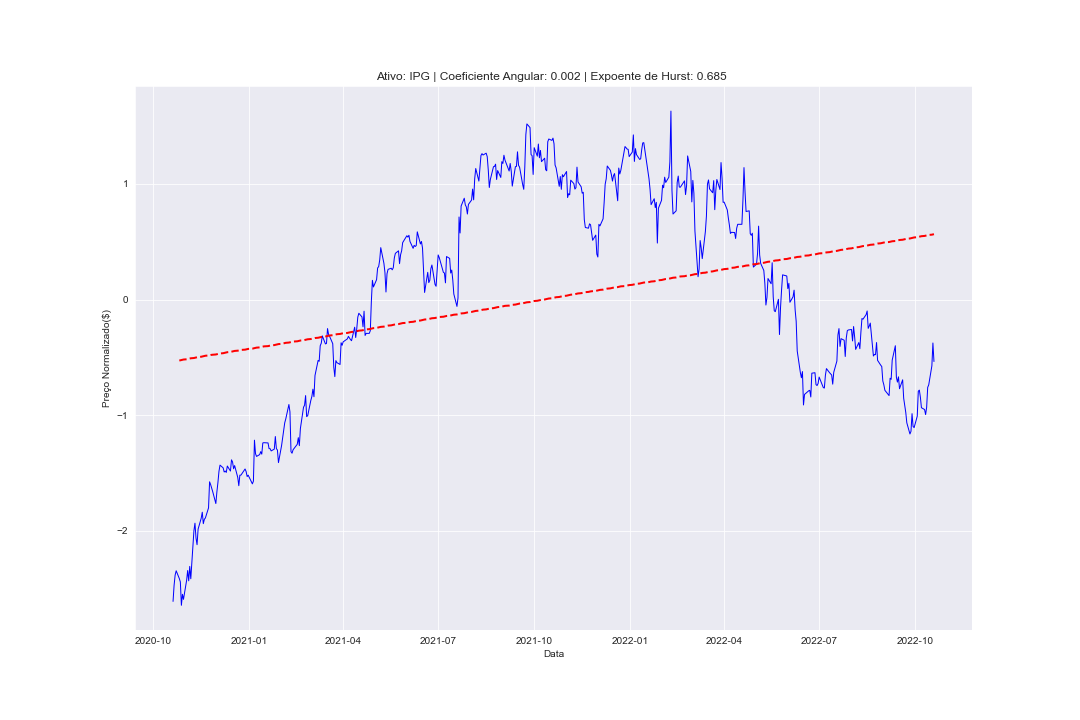 Ativo: IPG | Coeficiente Angular: 0.002 | Expoente de Hurst: 0.685
Preço Normalizado($)
1
0
−1
−2
2020-10 2021-01 2021-04 2021-07 2021-10 2022-01 2022-04 2022-07 2022-10
Data